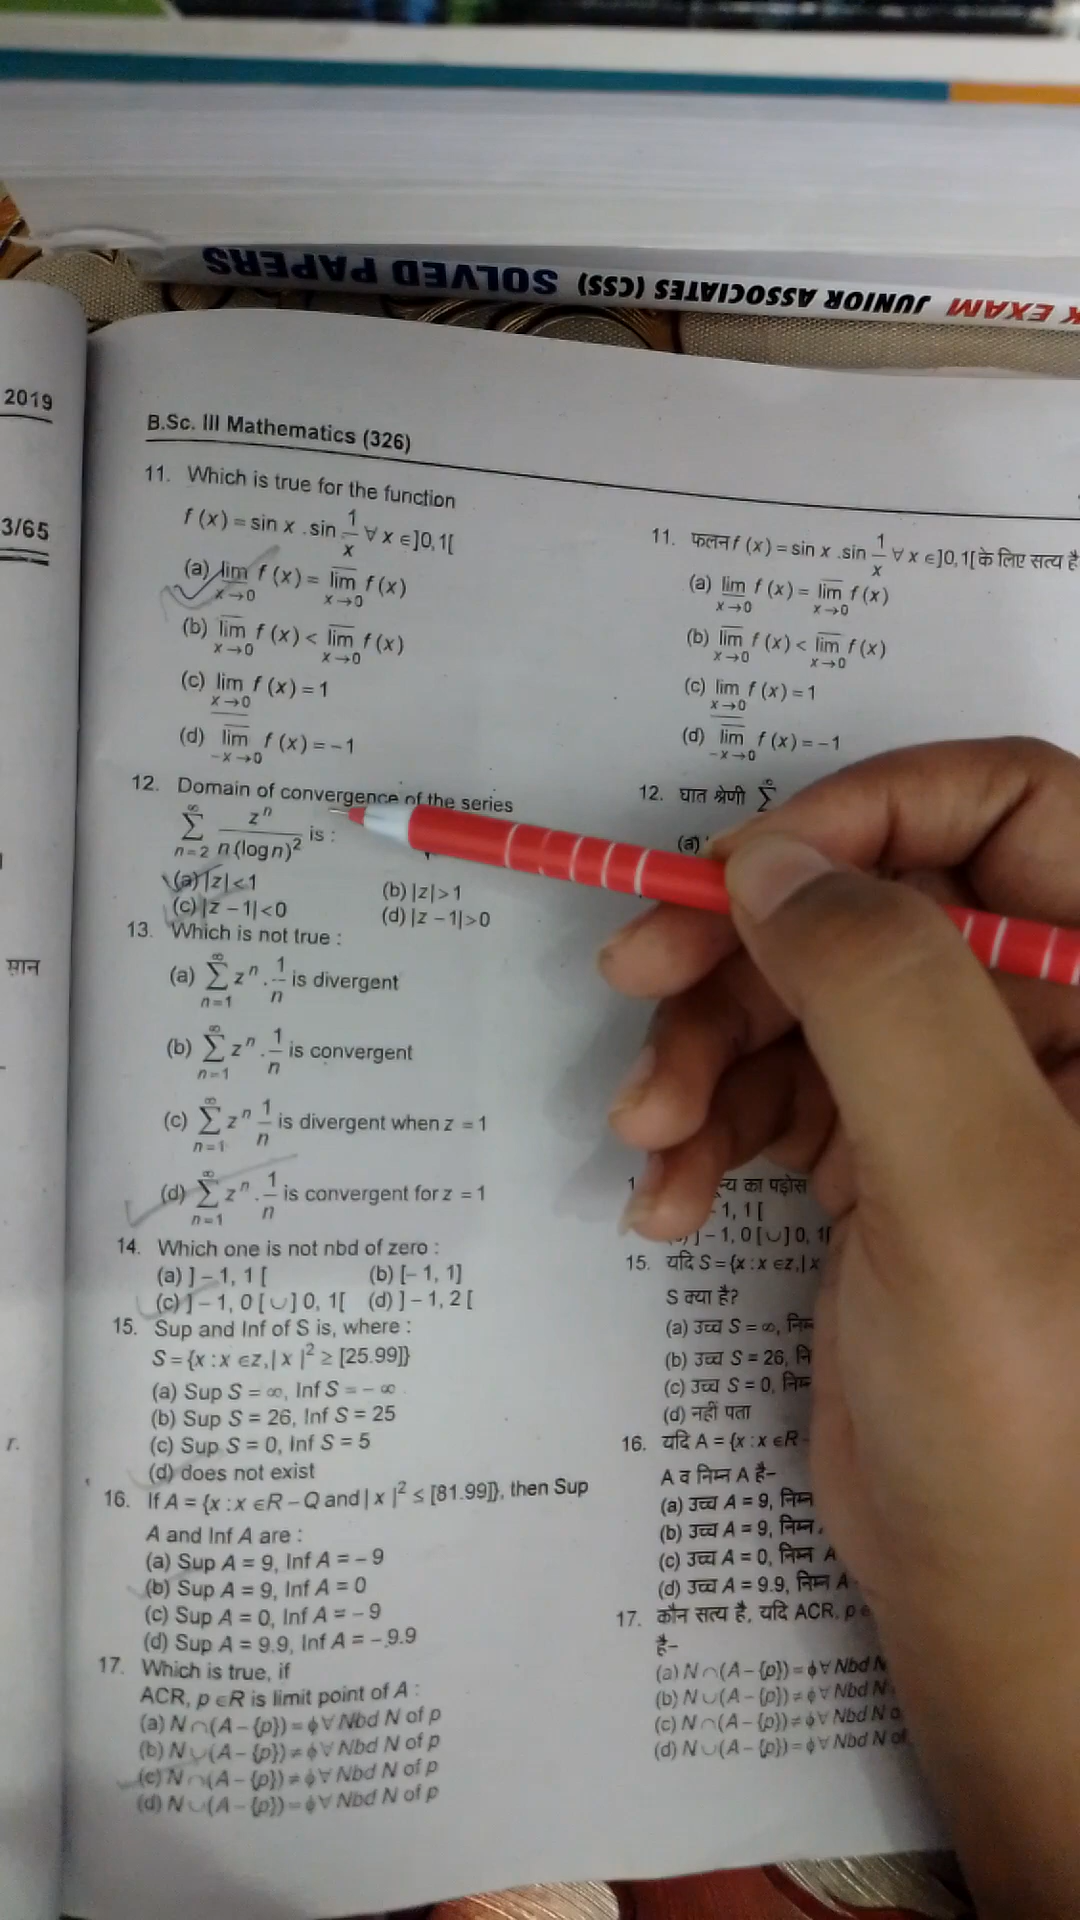 K EXAM JUNIOR ASSOCIATES (CSS) SOLVED PAPERS
2019
3/65
मान
r.
B.Sc. III Mathematics (326)
11. Which is true for the function
f (x) = sin x . sin 1/x ∀ x ∈]0, 1[
(a) lim x→0 f (x) = lim x→0 f (x)
(b) lim x→0 f (x) < lim x→0 f (x)
(c) lim x→0 f (x) = 1
(d) lim −x→0 f (x) = −1
12. Domain of convergence of the series
∑ n=2 ∞ z^n / n(log n)^2 is :
(a) |z| < 1 (b) |z| > 1
(c) |z − 1| < 0 (d) |z − 1| > 0
13. Which is not true :
(a) ∑ n=1 ∞ z^n . 1/n is divergent
(b) ∑ n=1 ∞ z^n . 1/n is convergent
(c) ∑ n=1 ∞ z^n 1/n is divergent when z = 1
(d) ∑ n=1 ∞ z^n . 1/n is convergent for z = 1
14. Which one is not nbd of zero :
(a) ] − 1, 1 [ (b) [− 1, 1]
(c) ] − 1, 0 [ ∪ ] 0, 1[ (d) ] − 1, 2 [
15. Sup and Inf of S is, where :
S = {x : x ∈z, | x |² ≥ [25.99]}
(a) Sup S = ∞, Inf S = − ∞
(b) Sup S = 26, Inf S = 25
(c) Sup S = 0, Inf S = 5
(d) does not exist
16. If A = {x : x ∈R − Q and | x |² ≤ [81.99]}, then Sup
A and Inf A are :
(a) Sup A = 9, Inf A = − 9
(b) Sup A = 9, Inf A = 0
(c) Sup A = 0, Inf A = − 9
(d) Sup A = 9.9, Inf A = − 9.9
17. Which is true, if
ACR, p ∈R is limit point of A :
(a) N ∩ (A − {p}) = ϕ ∀ Nbd N of p
(b) N ∪ (A − {p}) ≠ ϕ ∀ Nbd N of p
(c) N ∩ (A − {p}) ≠ ϕ ∀ Nbd N of p
(d) N ∪ (A − {p}) = ϕ ∀ Nbd N of p
11. फलन f (x) = sin x .sin 1/x ∀ x ∈]0, 1[ के लिए सत्य है
(a) lim x→0 f (x) = lim x→0 f (x)
(b) lim x→0 f (x) < lim x→0 f (x)
(c) lim x→0 f (x) = 1
(d) lim −x→0 f (x) = −1
12. घात श्रेणी ∑
(a)
का पड़ोस
− 1, 1 [
] − 1, 0 [ ∪ ] 0, 1[
15. यदि S = {x : x ∈z, | x
S क्या है?
(a) उच्च S = ∞, निम्न
(b) उच्च S = 26, नि
(c) उच्च S = 0, निम्न
(d) नहीं पता
16. यदि A = {x : x ∈R −
A व निम्न A है−
(a) उच्च A = 9, निम्न
(b) उच्च A = 9, निम्न
(c) उच्च A = 0, निम्न A
(d) उच्च A = 9.9, निम्न A
17. कौन सत्य है, यदि ACR, p ∈
है−
(a) N ∩ (A − {p}) = ϕ ∀ Nbd N
(b) N ∪ (A − {p}) ≠ ϕ ∀ Nbd N
(c) N ∩ (A − {p}) ≠ ϕ ∀ Nbd N o
(d) N ∪ (A − {p}) = ϕ ∀ Nbd N of